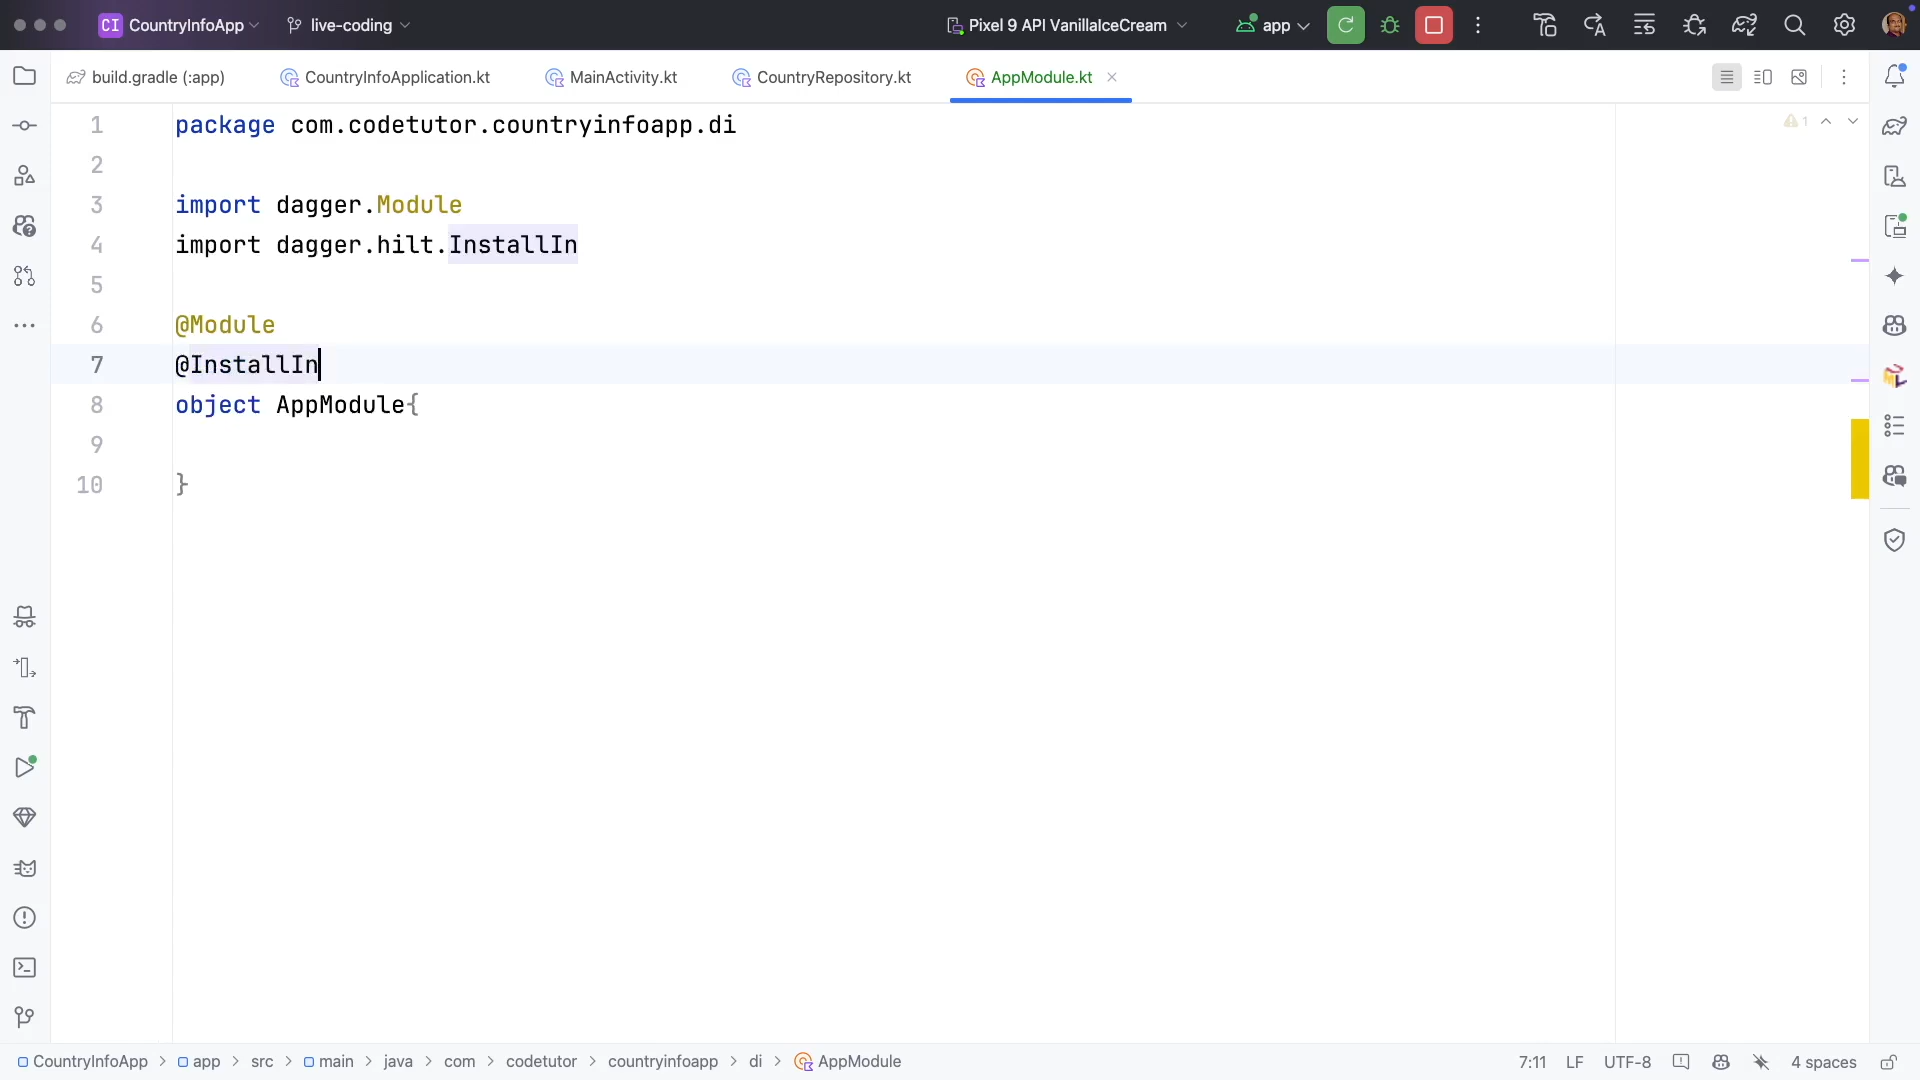 CI CountryInfoApp live-coding Pixel 9 API VanillaIceCream app
build.gradle (:app) CountryInfoApplication.kt MainActivity.kt CountryRepository.kt AppModule.kt
1 package com.codetutor.countryinfoapp.di
1
2
3 import dagger.Module
4 import dagger.hilt.InstallIn
5
6 @Module
7 @InstallIn
8 object AppModule{
9
10 }
CountryInfoApp > app > src > main > java > com > codetutor > countryinfoapp > di > AppModule 7:11 LF UTF-8 4 spaces